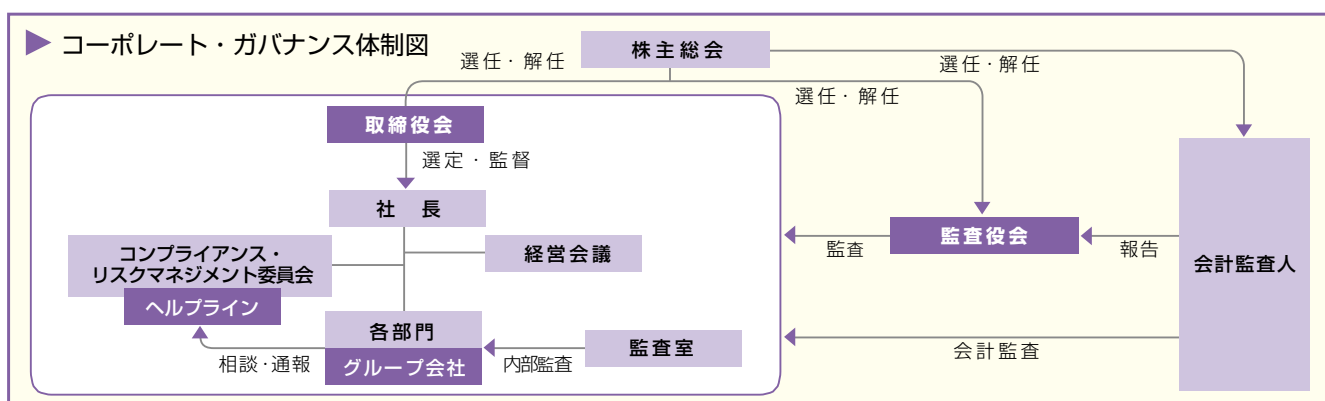 コーポレート・ガバナンス体制図
株主総会
選任・解任
選任・解任
選任・解任
取締役会
選定・監督
社長
コンプライアンス・
リスクマネジメント委員会
ヘルプライン
経営会議
監査
監査役会
報告
会計監査人
各部門
グループ会社
相談・通報
内部監査
監査室
会計監査